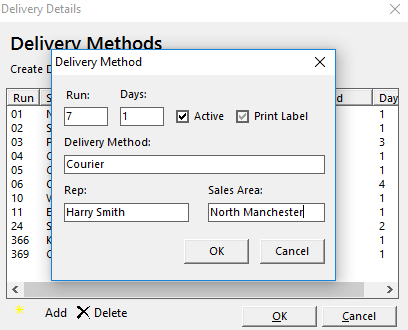 Delivery Details
Delivery Methods
Create D
Delivery Method
Run: Days:
7 1 Active Print Label
Delivery Method:
Courier
Rep: Sales Area:
Harry Smith North Manchester
OK Cancel
Run S d Day
01 N 1
02 S 1
03 P 3
05 C 1
06 C 4
10 V 1
11 E 1
24 S 2
366 K 1
369 C 1
Add Delete OK Cancel